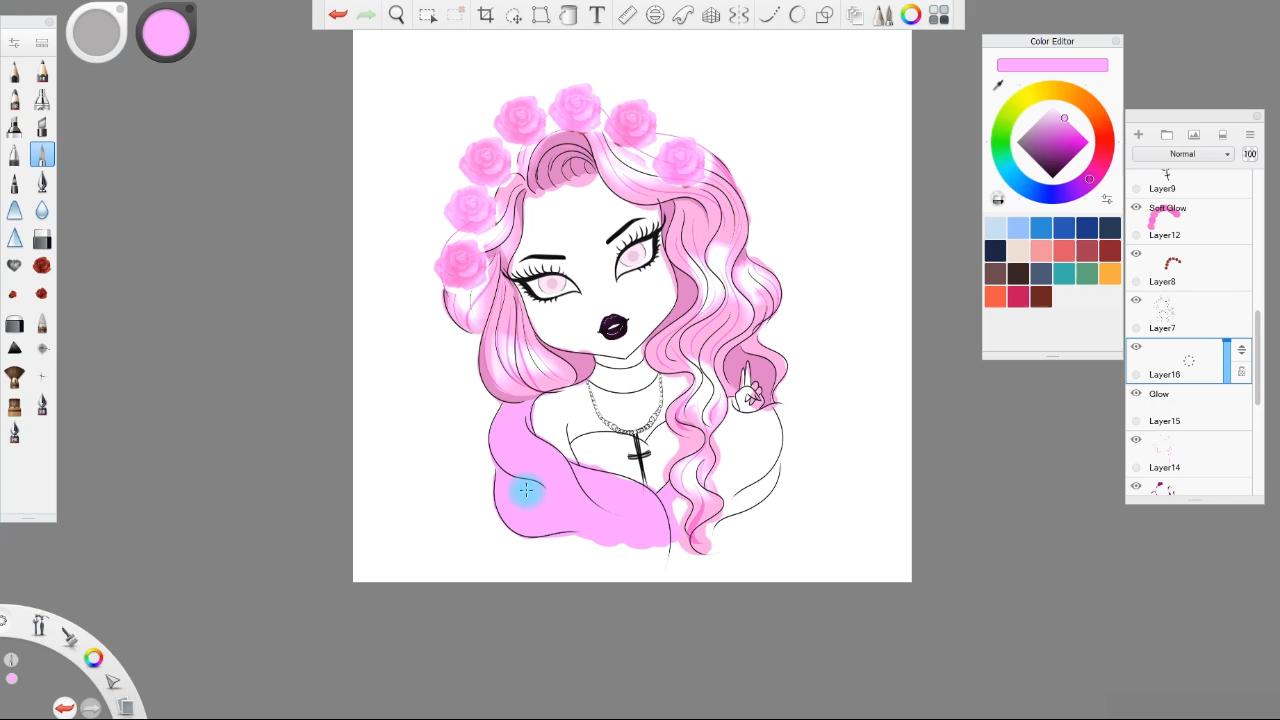 Color Editor
Normal
100
Layer9
Soft Glow
Layer12
Layer8
Layer7
Layer16
Glow
Layer15
Layer14